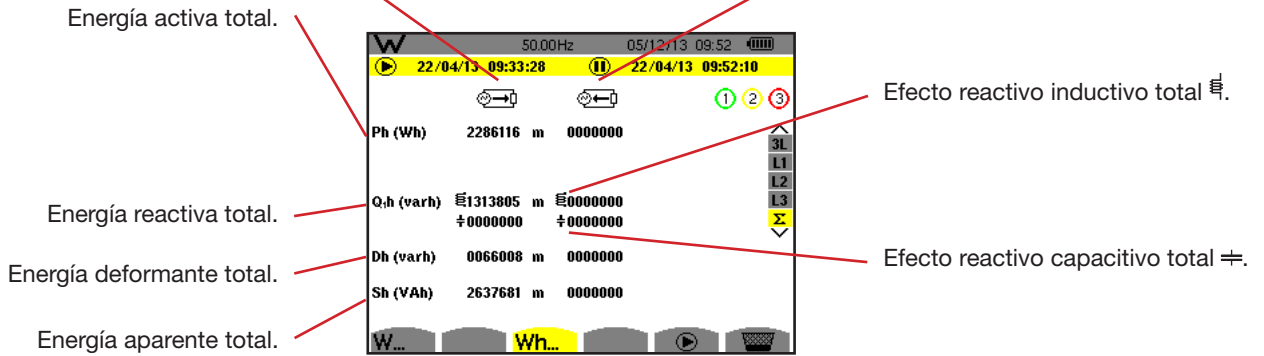 Energía activa total.
W 50.00Hz 05/12/13 09:52
22/04/13 09:33:28 22/04/13 09:52:10
1 2 3
Efecto reactivo inductivo total
Ph (Wh) 2286116 m 0000000
3L
L1
L2
L3
Σ
Energía reactiva total.
Q₁h (varh) 1313805 m 0000000
0000000 0000000
Efecto reactivo capacitivo total
Energía deformante total.
Dh (varh) 0066008 m 0000000
Sh (VAh) 2637681 m 0000000
Energía aparente total.
W... Wh...